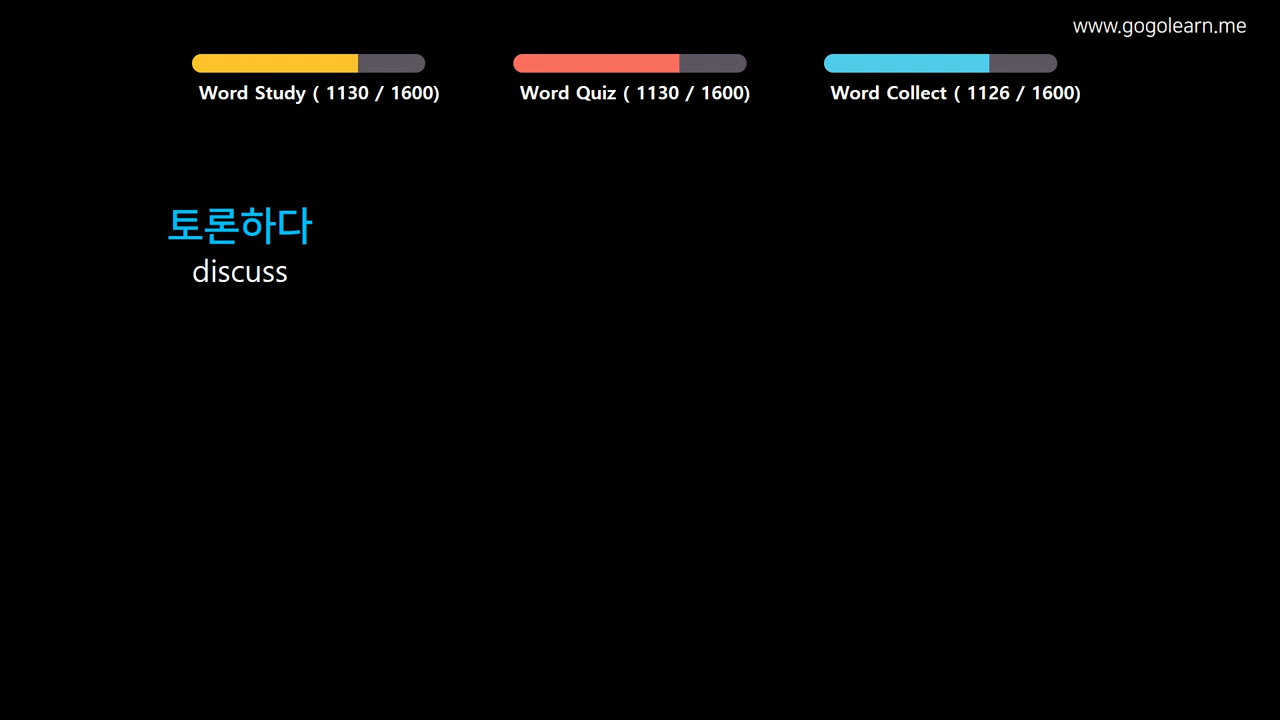 www.gogolearn.me
Word Study ( 1130 / 1600)
Word Quiz ( 1130 / 1600)
Word Collect ( 1126 / 1600)
토론하다
discuss